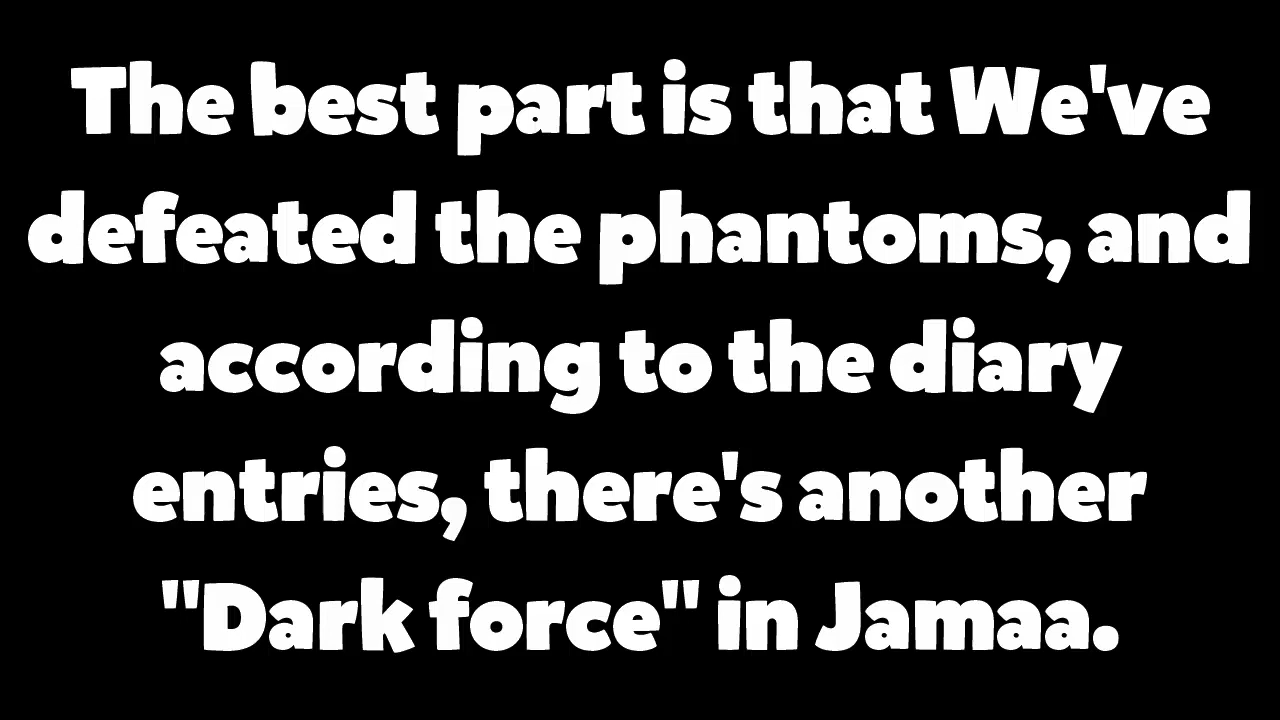 The best part is that We've
defeated the phantoms, and
according to the diary
entries, there's another
"Dark force" in Jamaa.